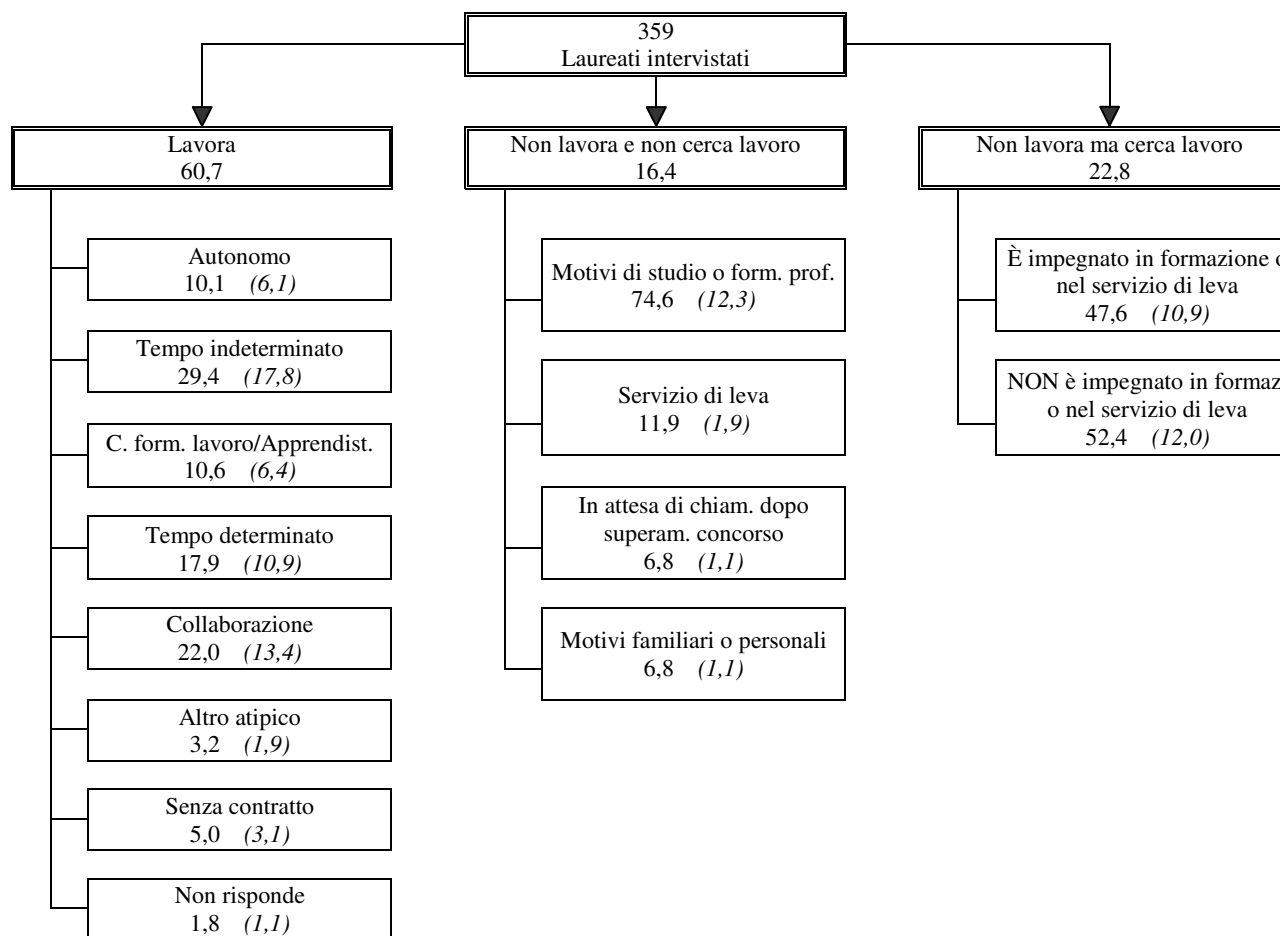 359
Laureati intervistati
Lavora
60,7
Autonomo
10,1 (6,1)
Tempo indeterminato
29,4 (17,8)
C. form. lavoro/Apprendist.
10,6 (6,4)
Tempo determinato
17,9 (10,9)
Collaborazione
22,0 (13,4)
Altro atipico
3,2 (1,9)
Senza contratto
5,0 (3,1)
Non risponde
1,8 (1,1)
Non lavora e non cerca lavoro
16,4
Motivi di studio o form. prof.
74,6 (12,3)
Servizio di leva
11,9 (1,9)
In attesa di chiam. dopo
superam. concorso
6,8 (1,1)
Motivi familiari o personali
6,8 (1,1)
Non lavora ma cerca lavoro
22,8
È impegnato in formazione o
nel servizio di leva
47,6 (10,9)
NON è impegnato in
o nel servizio di leva
52,4 (12,0)